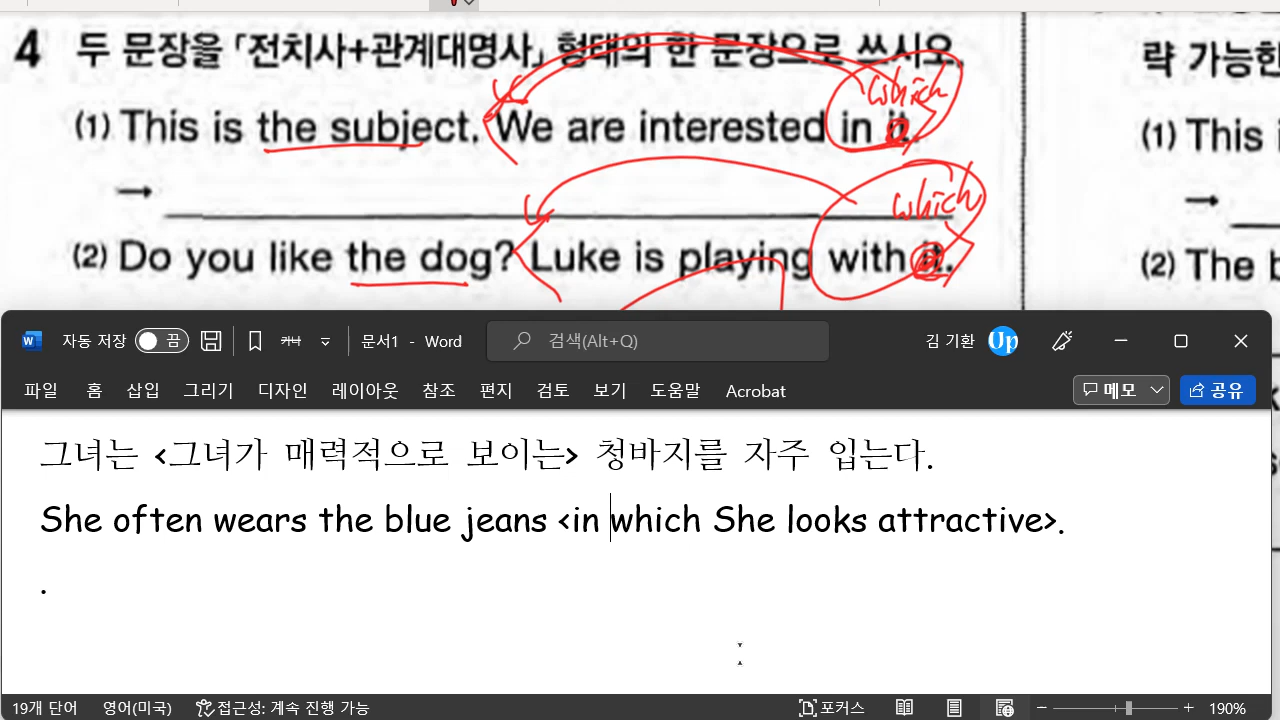 4 두 문장을 「전치사+관계대명사」 형태의 한 문장으로 쓰시오.
which
(1) This is the subject. We are interested in it.
→
which
(2) Do you like the dog? Luke is playing with it.
략 가능한
(1) This i
→
(2) The b
자동 저장 끔 가나 문서1 - Word 검색(Alt+Q) 김 기환 Up
파일 홈 삽입 그리기 디자인 레이아웃 참조 편지 검토 보기 도움말 Acrobat 메모 공유
그녀는 <그녀가 매력적으로 보이는> 청바지를 자주 입는다.
She often wears the blue jeans <in which She looks attractive>.
.
19개 단어 영어(미국) 접근성: 계속 진행 가능 포커스 190%